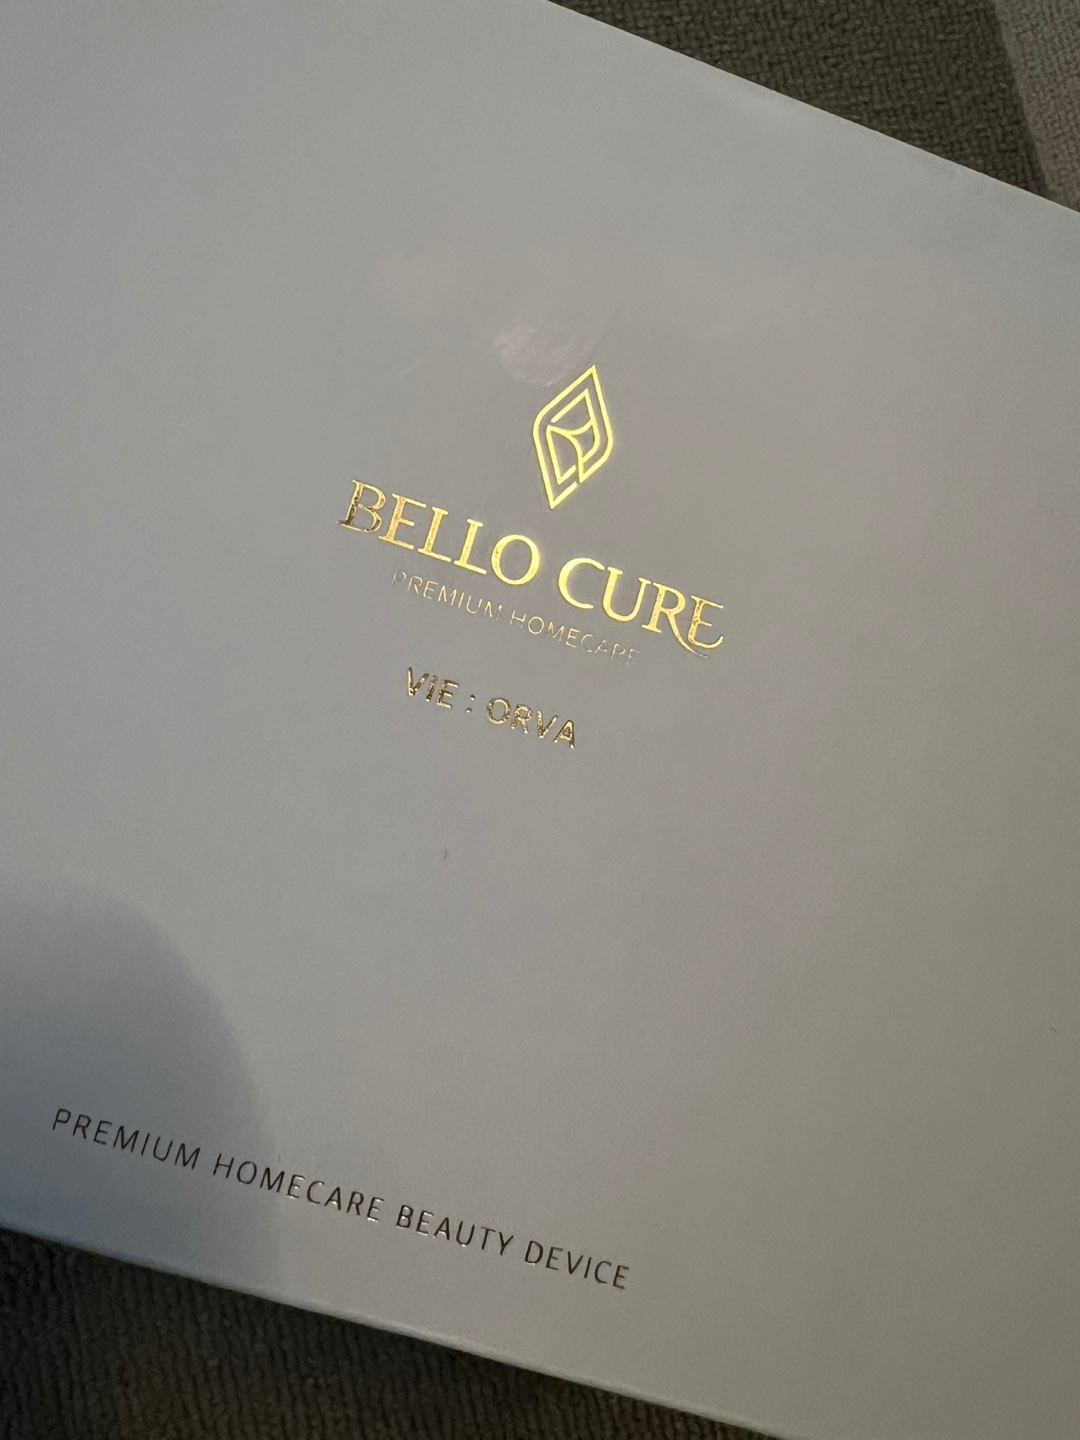 BELLO CURE
PREMIUM HOMECARE
VIE : ORVA
PREMIUM HOMECARE BEAUTY DEVICE